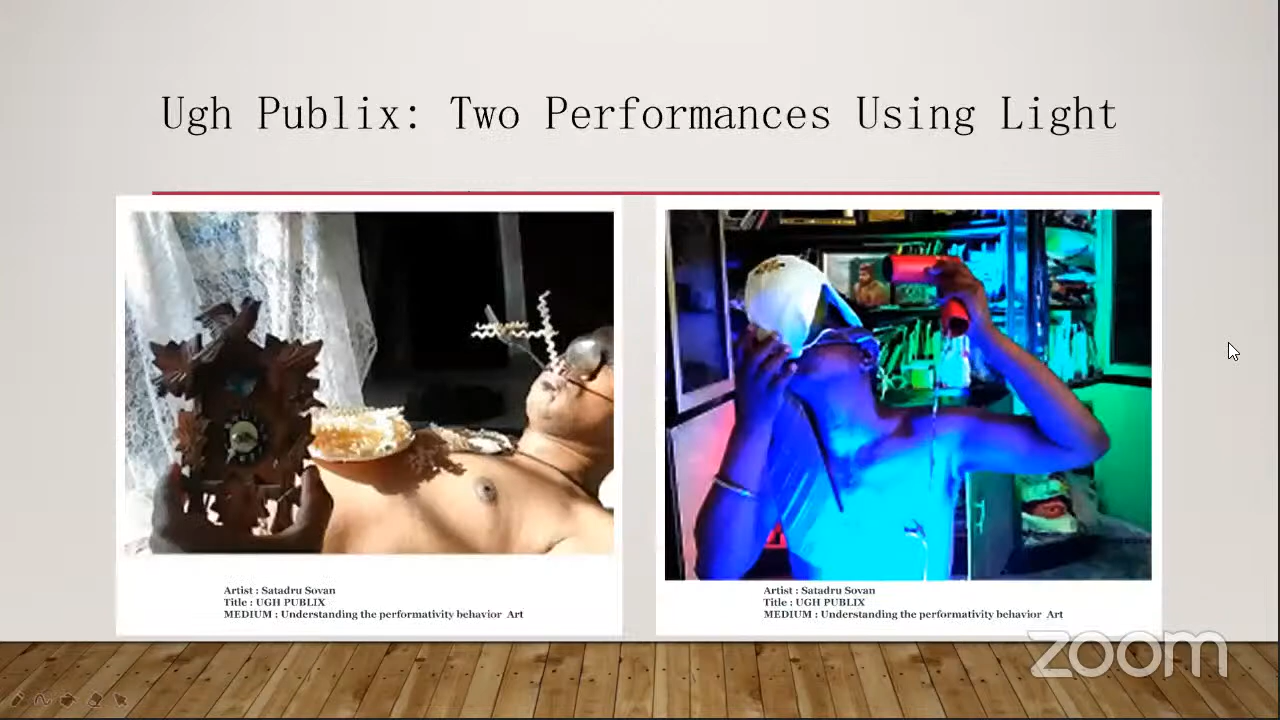 Ugh Publix: Two Performances Using Light
Artist : Satadru Sovan
Title : UGH PUBLIX
MEDIUM : Understanding the performativity behavior Art
Artist : Satadru Sovan
Title : UGH PUBLIX
MEDIUM : Understanding the performativity behavior Art
zoom